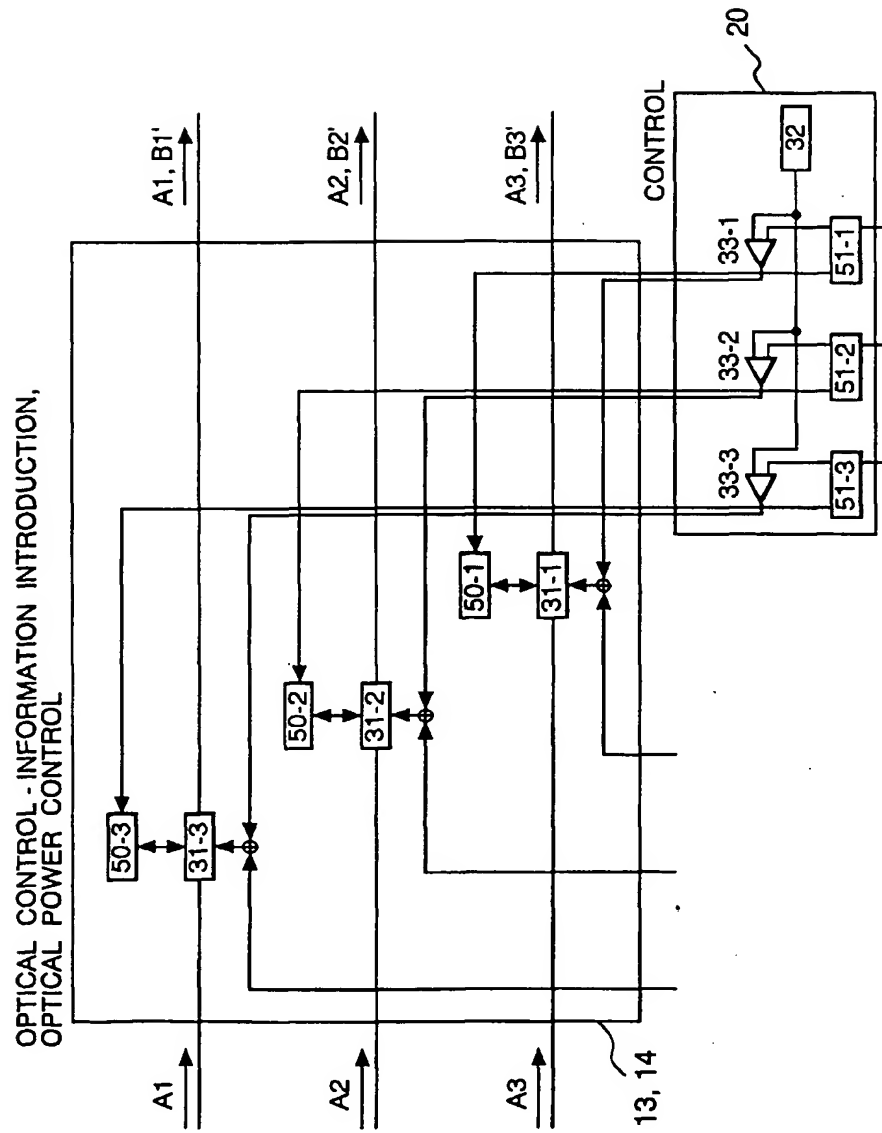 OPTICAL CONTROL - INFORMATION INTRODUCTION,
OPTICAL POWER CONTROL
A1
A2
A3
13, 14
50-3
31-3
50-2
31-2
50-1
31-1
A1, B1'
A2, B2'
A3, B3'
CONTROL
20
33-3
33-2
33-1
32
51-3
51-2
51-1